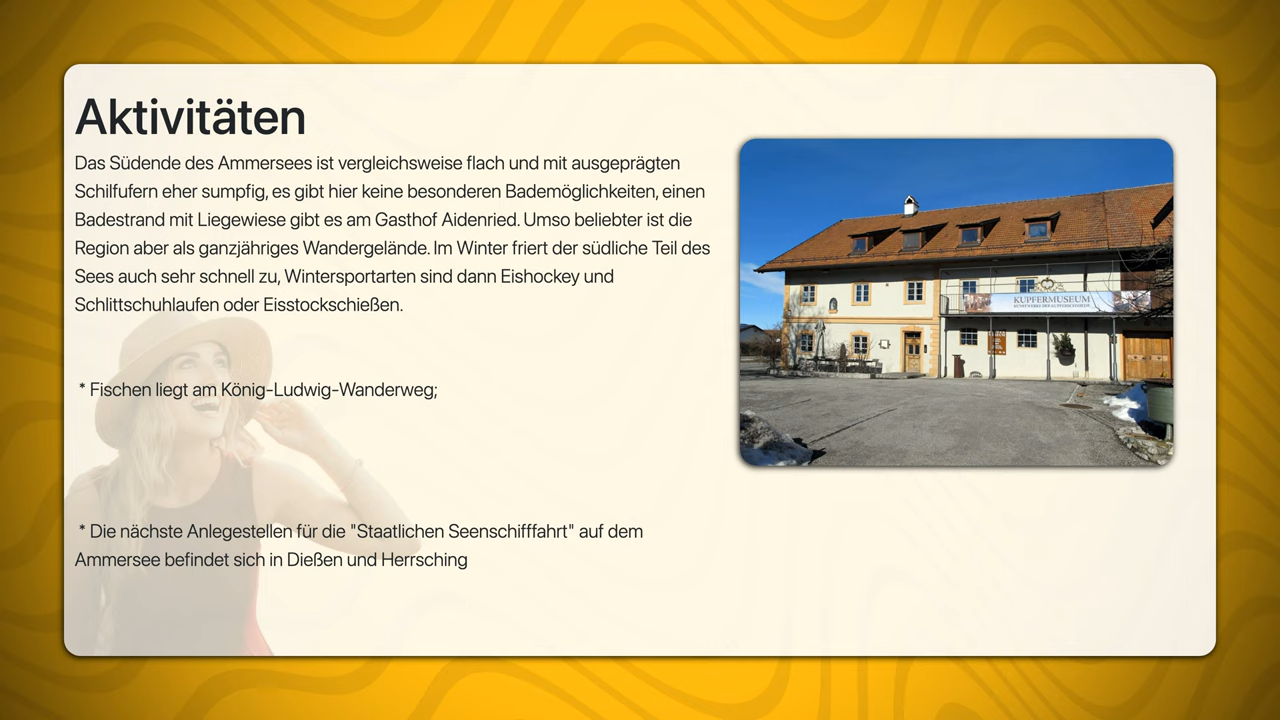 Aktivitäten
Das Südende des Ammersees ist vergleichsweise flach und mit ausgeprägten
Schilfufern eher sumpfig, es gibt hier keine besonderen Bademöglichkeiten, einen
Badestrand mit Liegewiese gibt es am Gasthof Aidenried. Umso beliebter ist die
Region aber als ganzjähriges Wandergelände. Im Winter friert der südliche Teil des
Sees auch sehr schnell zu, Wintersportarten sind dann Eishockey und
Schlittschuhlaufen oder Eisstockschießen.
* Fischen liegt am König-Ludwig-Wanderweg;
* Die nächste Anlegestellen für die "Staatlichen Seenschifffahrt" auf dem
Ammersee befindet sich in Dießen und Herrsching
KUPFERMUSEUM